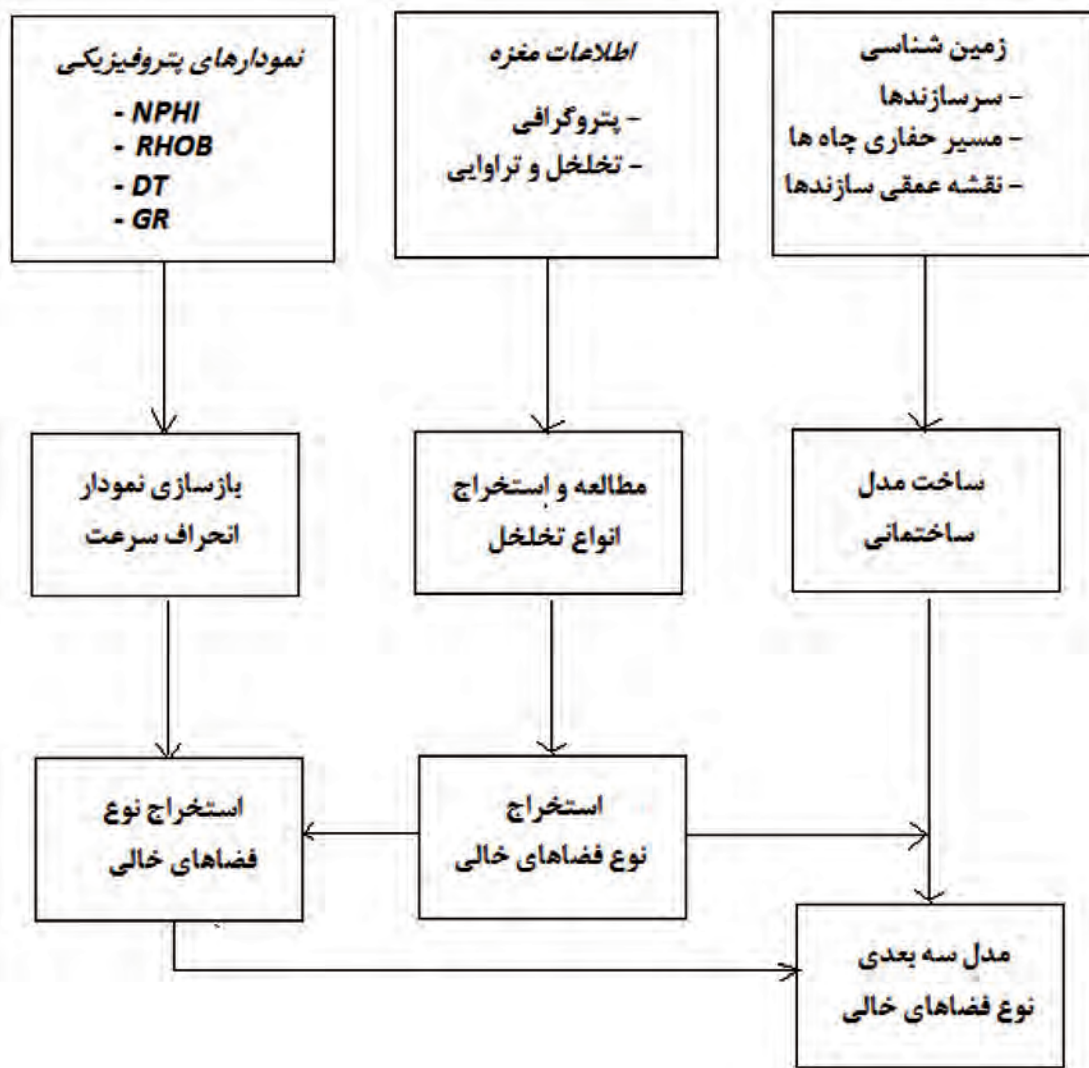 زمین شناسی
- سرسازندها
- مسیر حفاری چاه ها
- نقشه عمقی سازندها
اطلاعات مغزه
- پتروگرافی
- تخلخل و تراوایی
نمودارهای پتروفیزیکی
- NPHI
- RHOB
- DT
- GR
ساخت مدل
ساختمانی
مطالعه و استخراج
انواع تخلخل
بازسازی نمودار
انحراف سرعت
استخراج
نوع فضاهای خالی
استخراج نوع
فضاهای خالی
مدل سه بعدی
نوع فضاهای خالی